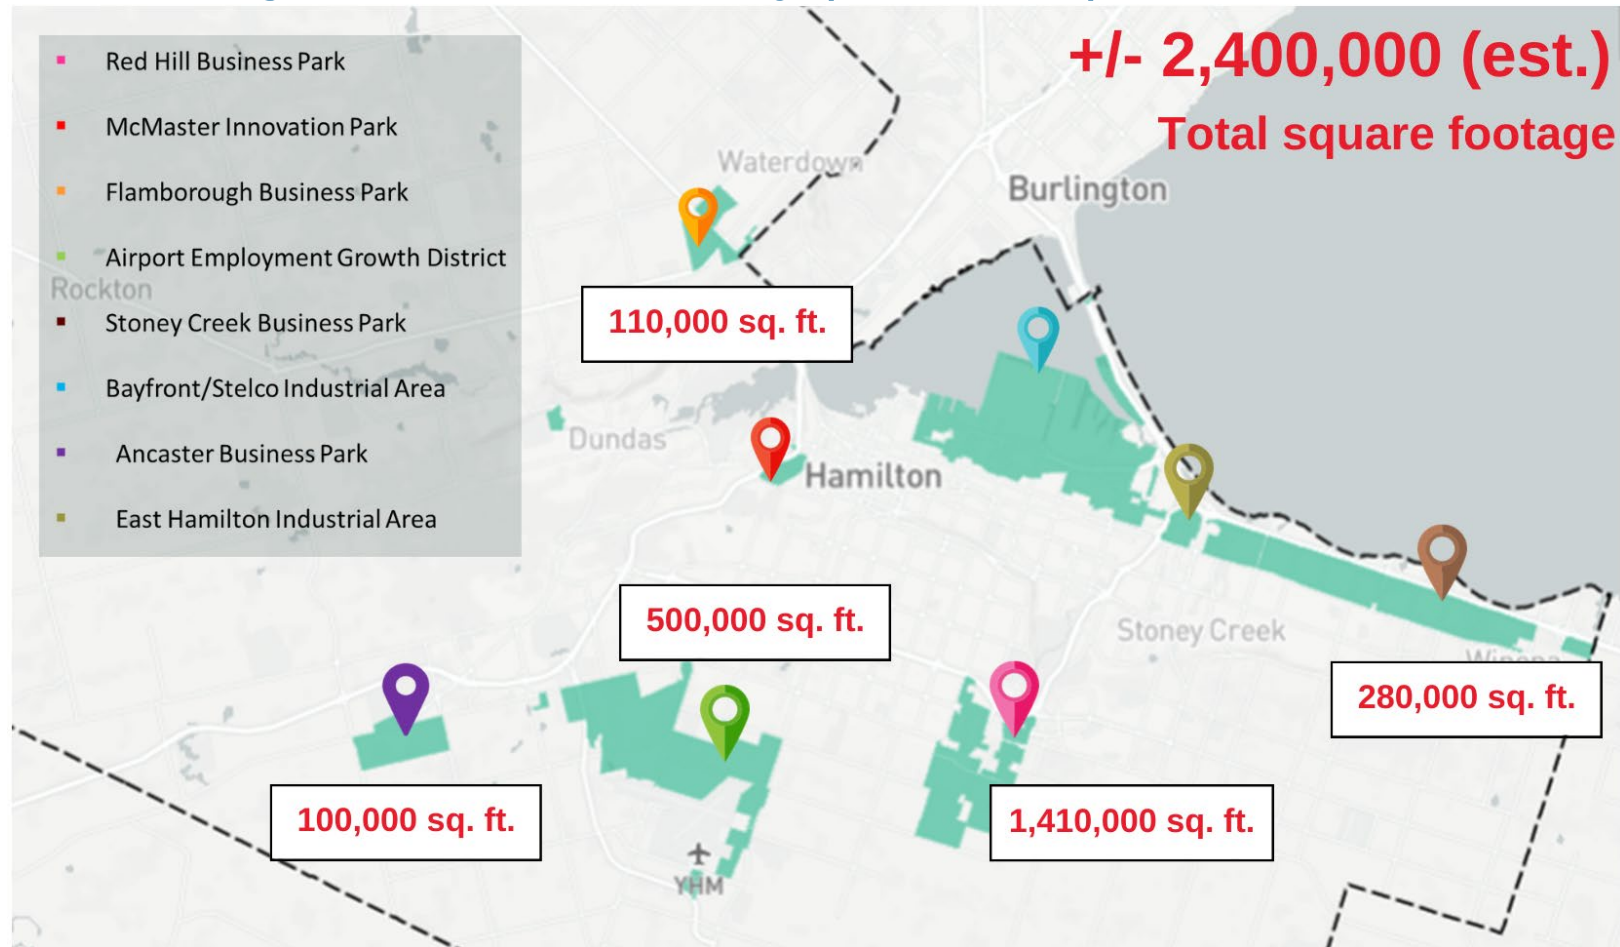 +/- 2,400,000 (est.)
Total square footage
Red Hill Business Park
McMaster Innovation Park
Flamborough Business Park
Airport Employment Growth District
Stoney Creek Business Park
Bayfront/Stelco Industrial Area
Ancaster Business Park
East Hamilton Industrial Area
Rockton
Waterdown
Burlington
110,000 sq. ft.
Dundas
Hamilton
500,000 sq. ft.
Stoney Creek
Winona
280,000 sq. ft.
100,000 sq. ft.
1,410,000 sq. ft.
YHM